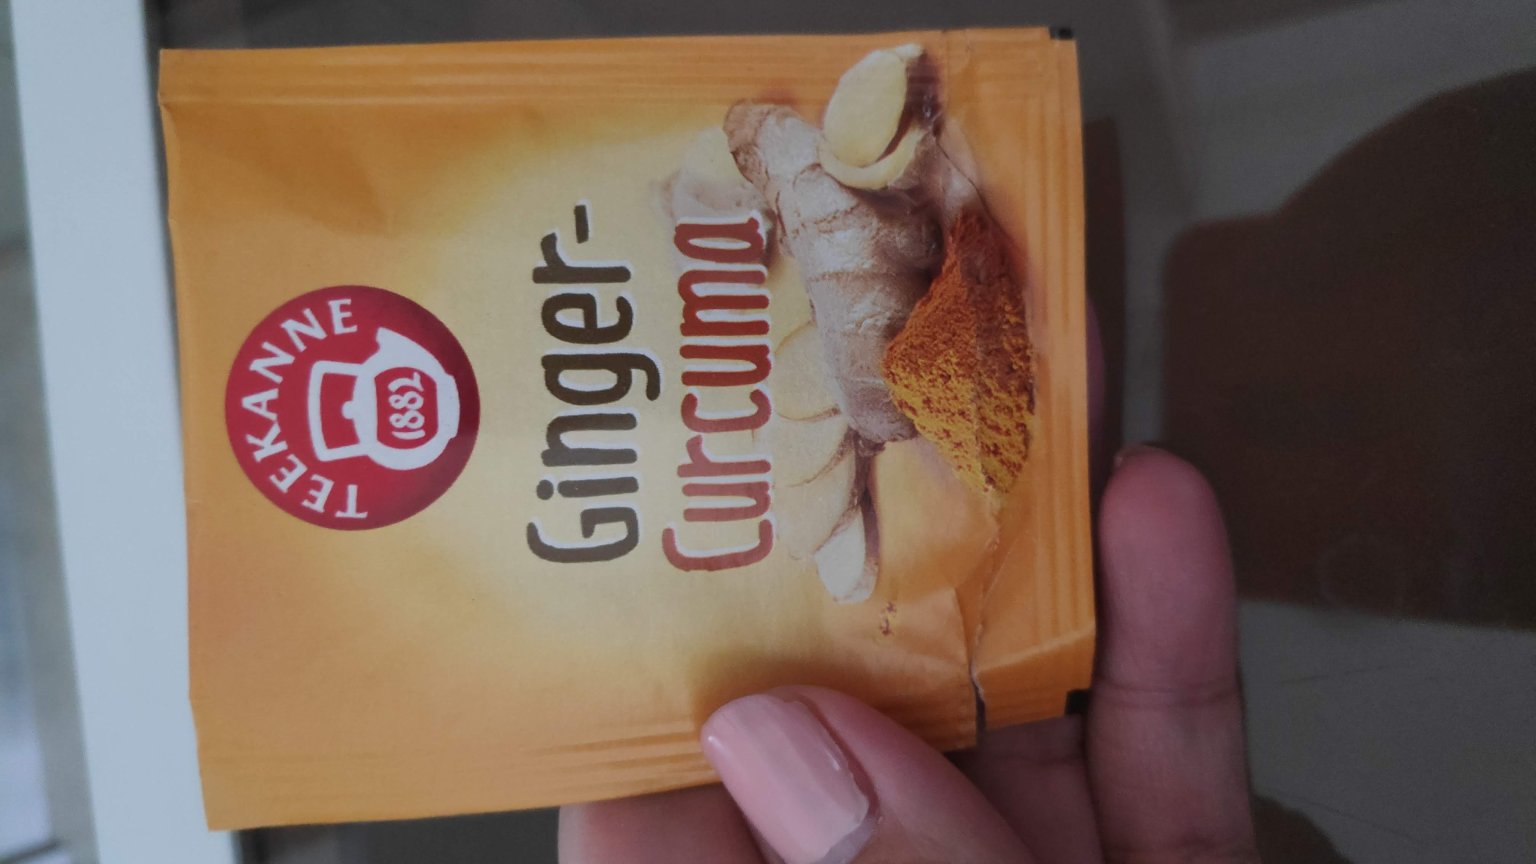 TEEKANNE
1882
Ginger-
Curcuma